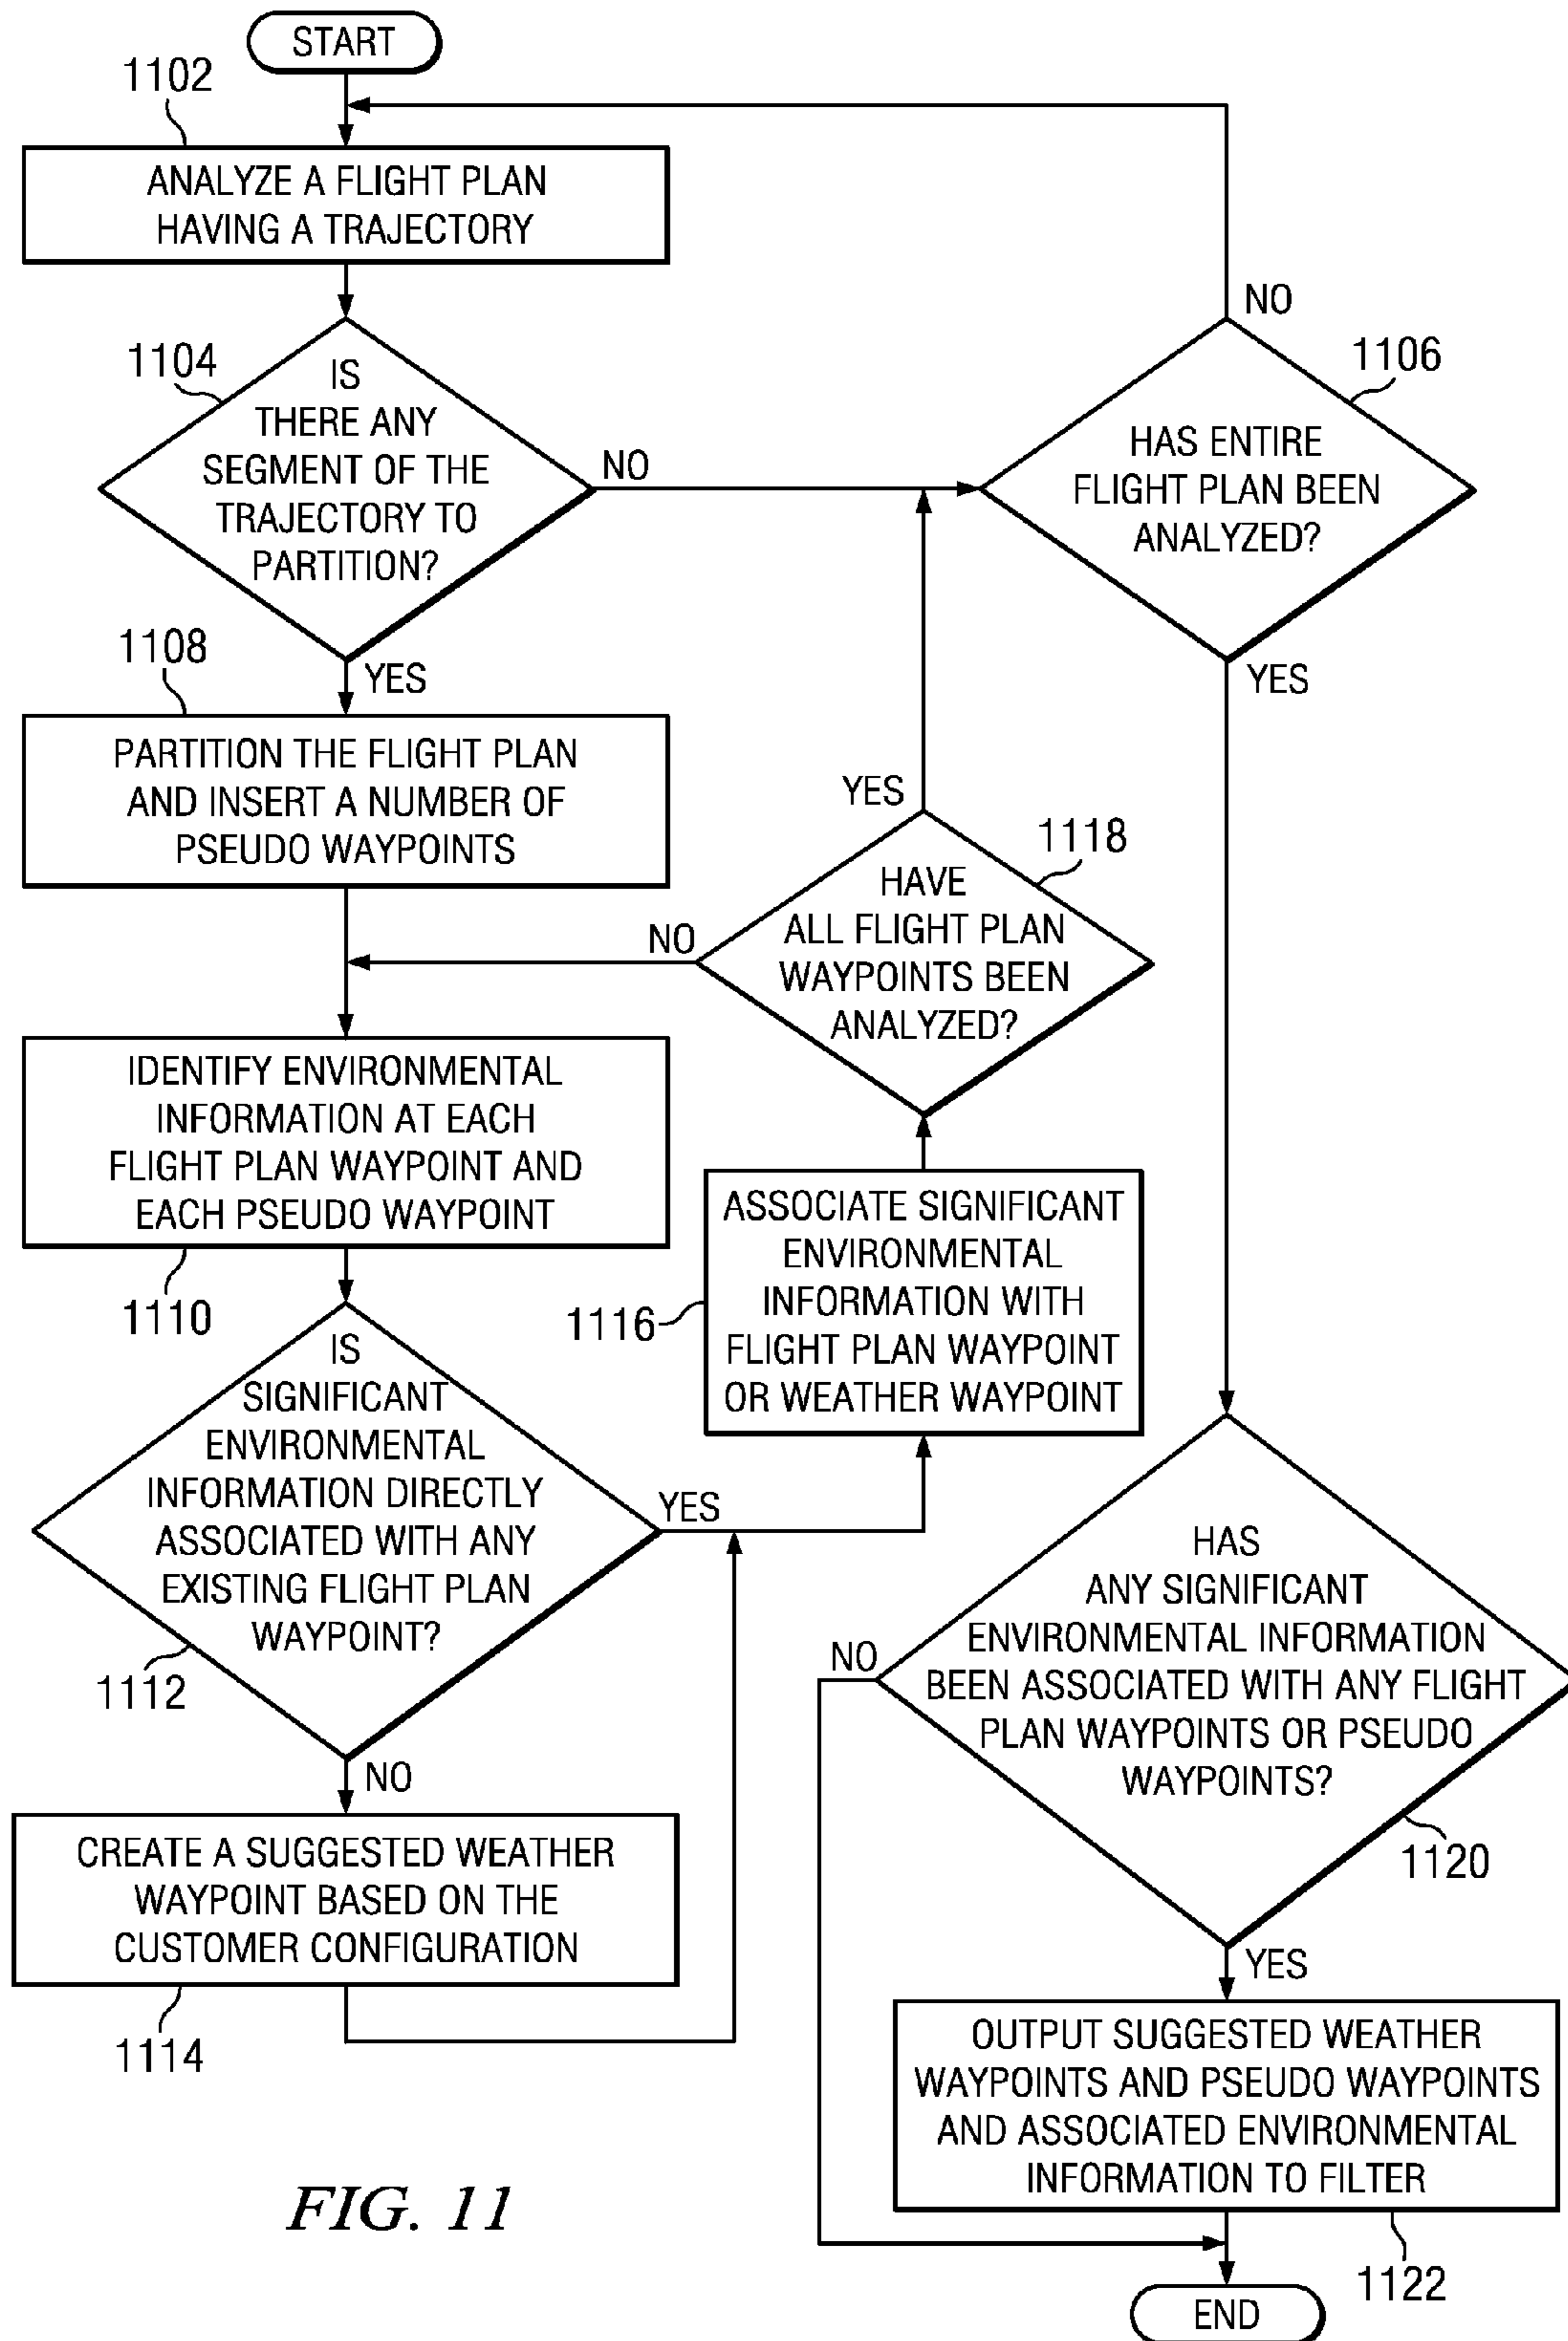 START
1102
ANALYZE A FLIGHT PLAN
HAVING A TRAJECTORY
1104
IS
THERE ANY
SEGMENT OF THE
TRAJECTORY TO
PARTITION?
NO
YES
NO
1106
HAS ENTIRE
FLIGHT PLAN BEEN
ANALYZED?
YES
1108
PARTITION THE FLIGHT PLAN
AND INSERT A NUMBER OF
PSEUDO WAYPOINTS
YES
1118
HAVE
ALL FLIGHT PLAN
WAYPOINTS BEEN
ANALYZED?
NO
IDENTIFY ENVIRONMENTAL
INFORMATION AT EACH
FLIGHT PLAN WAYPOINT AND
EACH PSEUDO WAYPOINT
1110
ASSOCIATE SIGNIFICANT
ENVIRONMENTAL
INFORMATION WITH
FLIGHT PLAN WAYPOINT
OR WEATHER WAYPOINT
1116
IS
SIGNIFICANT
ENVIRONMENTAL
INFORMATION DIRECTLY
ASSOCIATED WITH ANY
EXISTING FLIGHT PLAN
WAYPOINT?
YES
1112
NO
HAS
ANY SIGNIFICANT
ENVIRONMENTAL INFORMATION
BEEN ASSOCIATED WITH ANY FLIGHT
PLAN WAYPOINTS OR PSEUDO
WAYPOINTS?
NO
1120
YES
CREATE A SUGGESTED WEATHER
WAYPOINT BASED ON THE
CUSTOMER CONFIGURATION
1114
OUTPUT SUGGESTED WEATHER
WAYPOINTS AND PSEUDO WAYPOINTS
AND ASSOCIATED ENVIRONMENTAL
INFORMATION TO FILTER
1122
END
FIG. 11